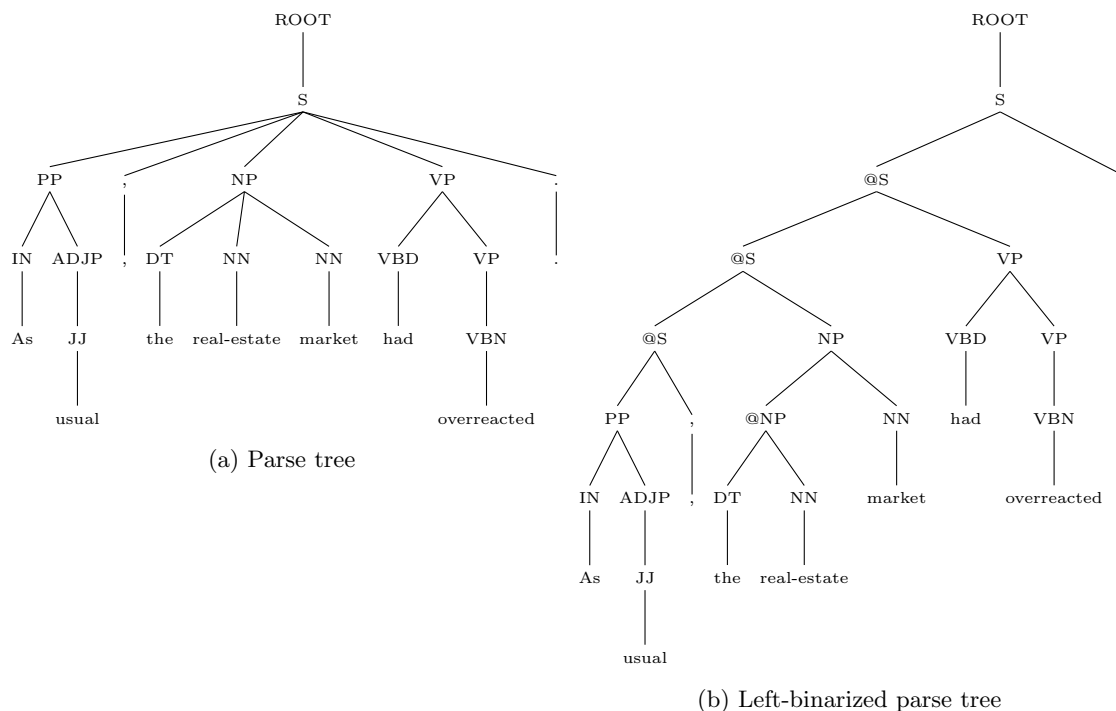 ROOT
S
PP , NP VP .
IN ADJP , DT NN NN VBD VP .
As JJ the real-estate market had VBN
usual overreacted
(a) Parse tree
ROOT
S
@S
@S VP
@S NP VBD VP
PP , @NP NN had VBN
IN ADJP , DT NN market overreacted
As JJ the real-estate
usual
(b) Left-binarized parse tree